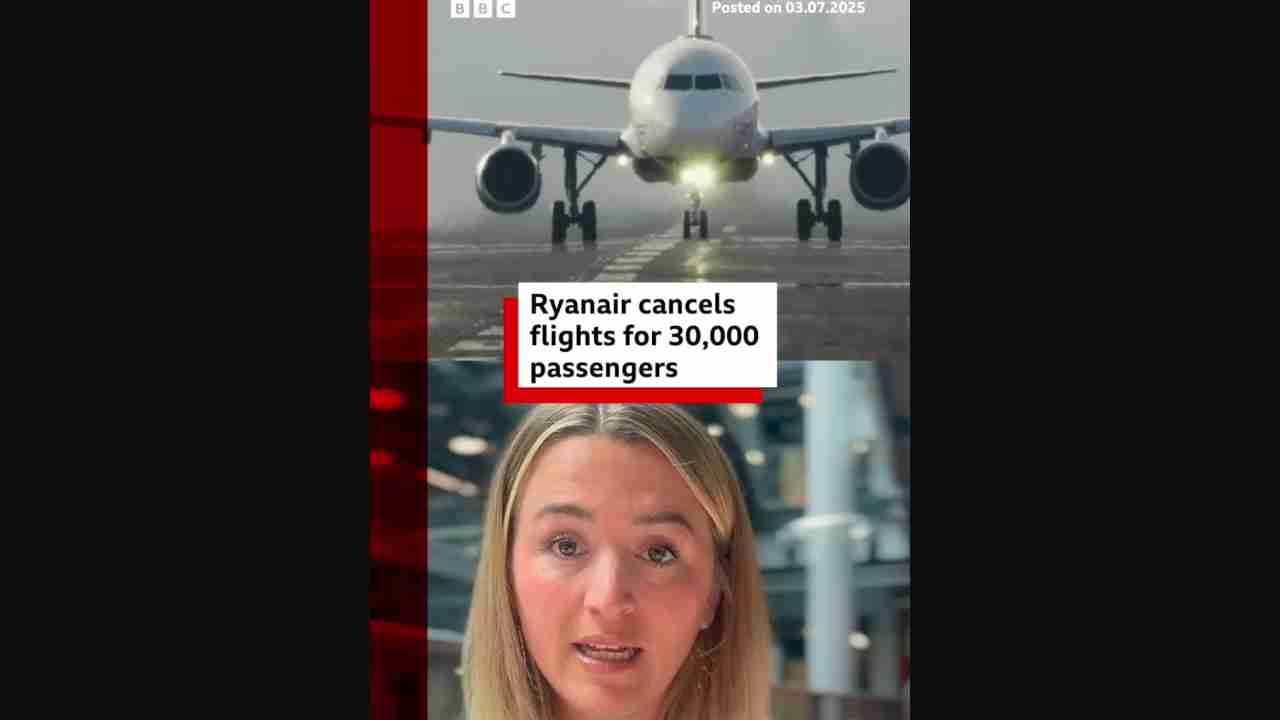 BBC
Posted on 03.07.2025
Ryanair cancels
flights for 30,000
passengers